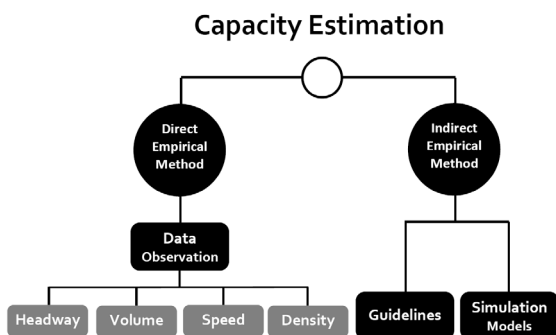 Capacity Estimation
Direct
Empirical
Method
Indirect
Empirical
Method
Data
Observation
Headway
Volume
Speed
Density
Guidelines
Simulation
Models